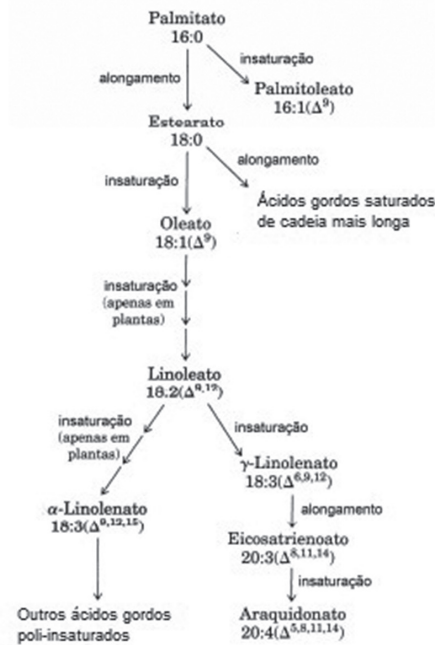 Palmitato
16:0
insaturação
alongamento
Palmitoleato
16:1(Δ⁹)
Estearato
18:0
alongamento
insaturação
Ácidos gordos saturados
de cadeia mais longa
Oleato
18:1(Δ⁹)
insaturação
(apenas em
plantas)
Linoleato
18.2(Δ⁹,¹²)
insaturação
(apenas em
plantas)
insaturação
γ-Linolenato
18:3(Δ⁶,⁹,¹²)
α-Linolenato
18:3(Δ⁹,¹²,¹⁵)
alongamento
Eicosatrienoato
20:3(Δ⁸,¹¹,¹⁴)
insaturação
Outros ácidos gordos
poli-insaturados
Araquidonato
20:4(Δ⁵,⁸,¹¹,¹⁴)